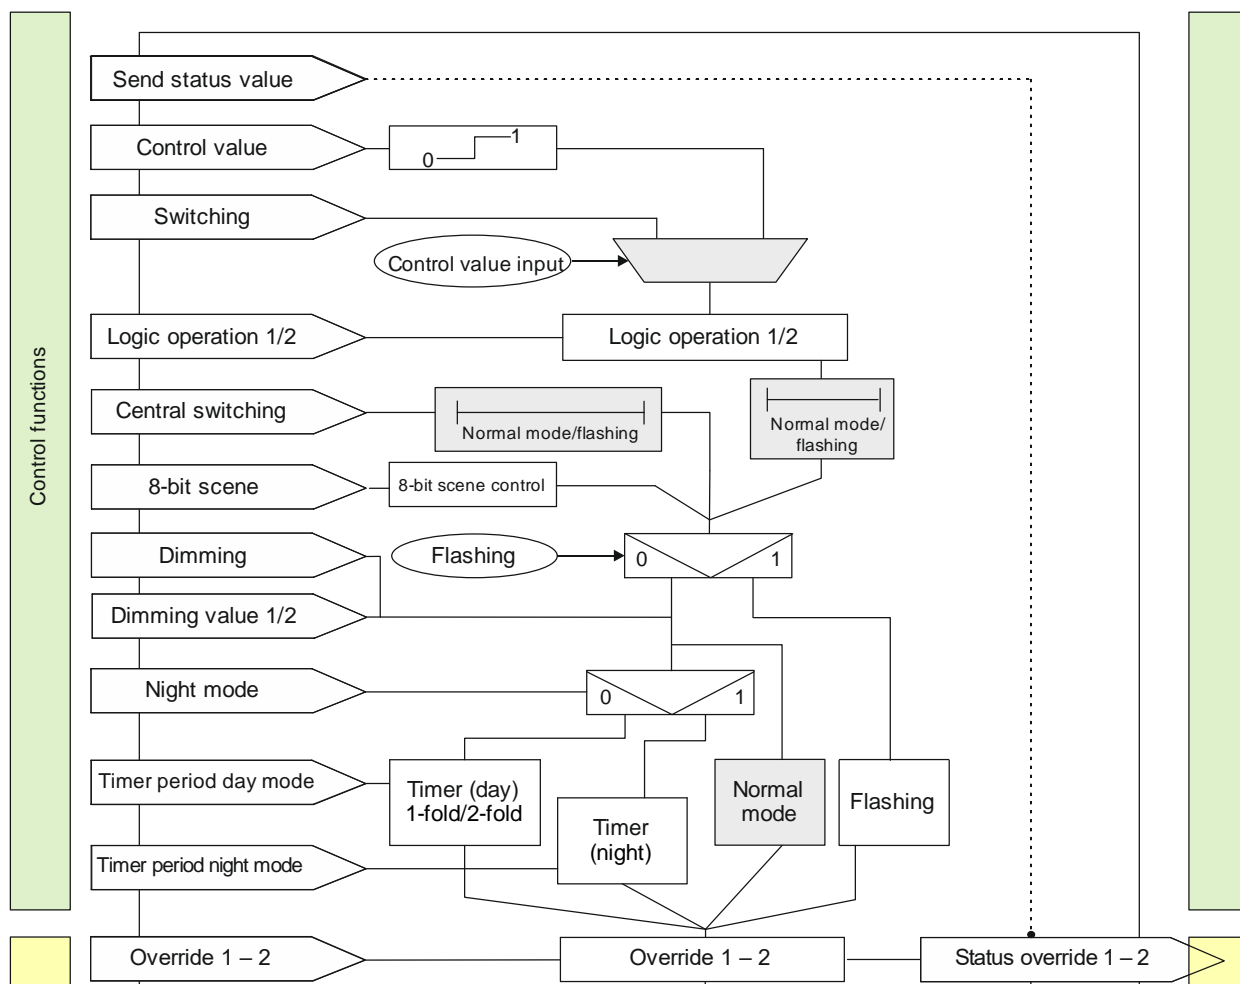 Control functions
Send status value
Control value
0
1
Switching
Control value input
Logic operation 1/2
Logic operation 1/2
Central switching
Normal mode/flashing
Normal mode/
flashing
8-bit scene
8-bit scene control
Dimming
Flashing
0
1
Dimming value 1/2
Night mode
0
1
Timer period day mode
Timer (day)
1-fold/2-fold
Timer
(night)
Normal
mode
Flashing
Timer period night mode
Override 1 – 2
Override 1 – 2
Status override 1 – 2